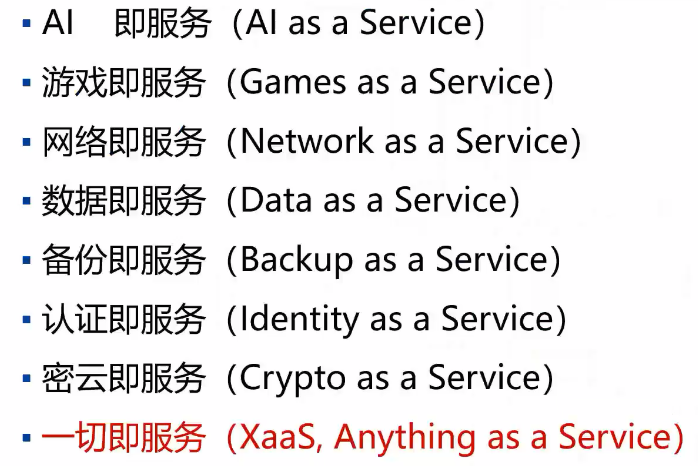 ▪ AI 即服务（AI as a Service）
▪ 游戏即服务（Games as a Service）
▪ 网络即服务（Network as a Service）
▪ 数据即服务（Data as a Service）
▪ 备份即服务（Backup as a Service）
▪ 认证即服务（Identity as a Service）
▪ 密云即服务（Crypto as a Service）
▪ 一切即服务（XaaS, Anything as a Service）